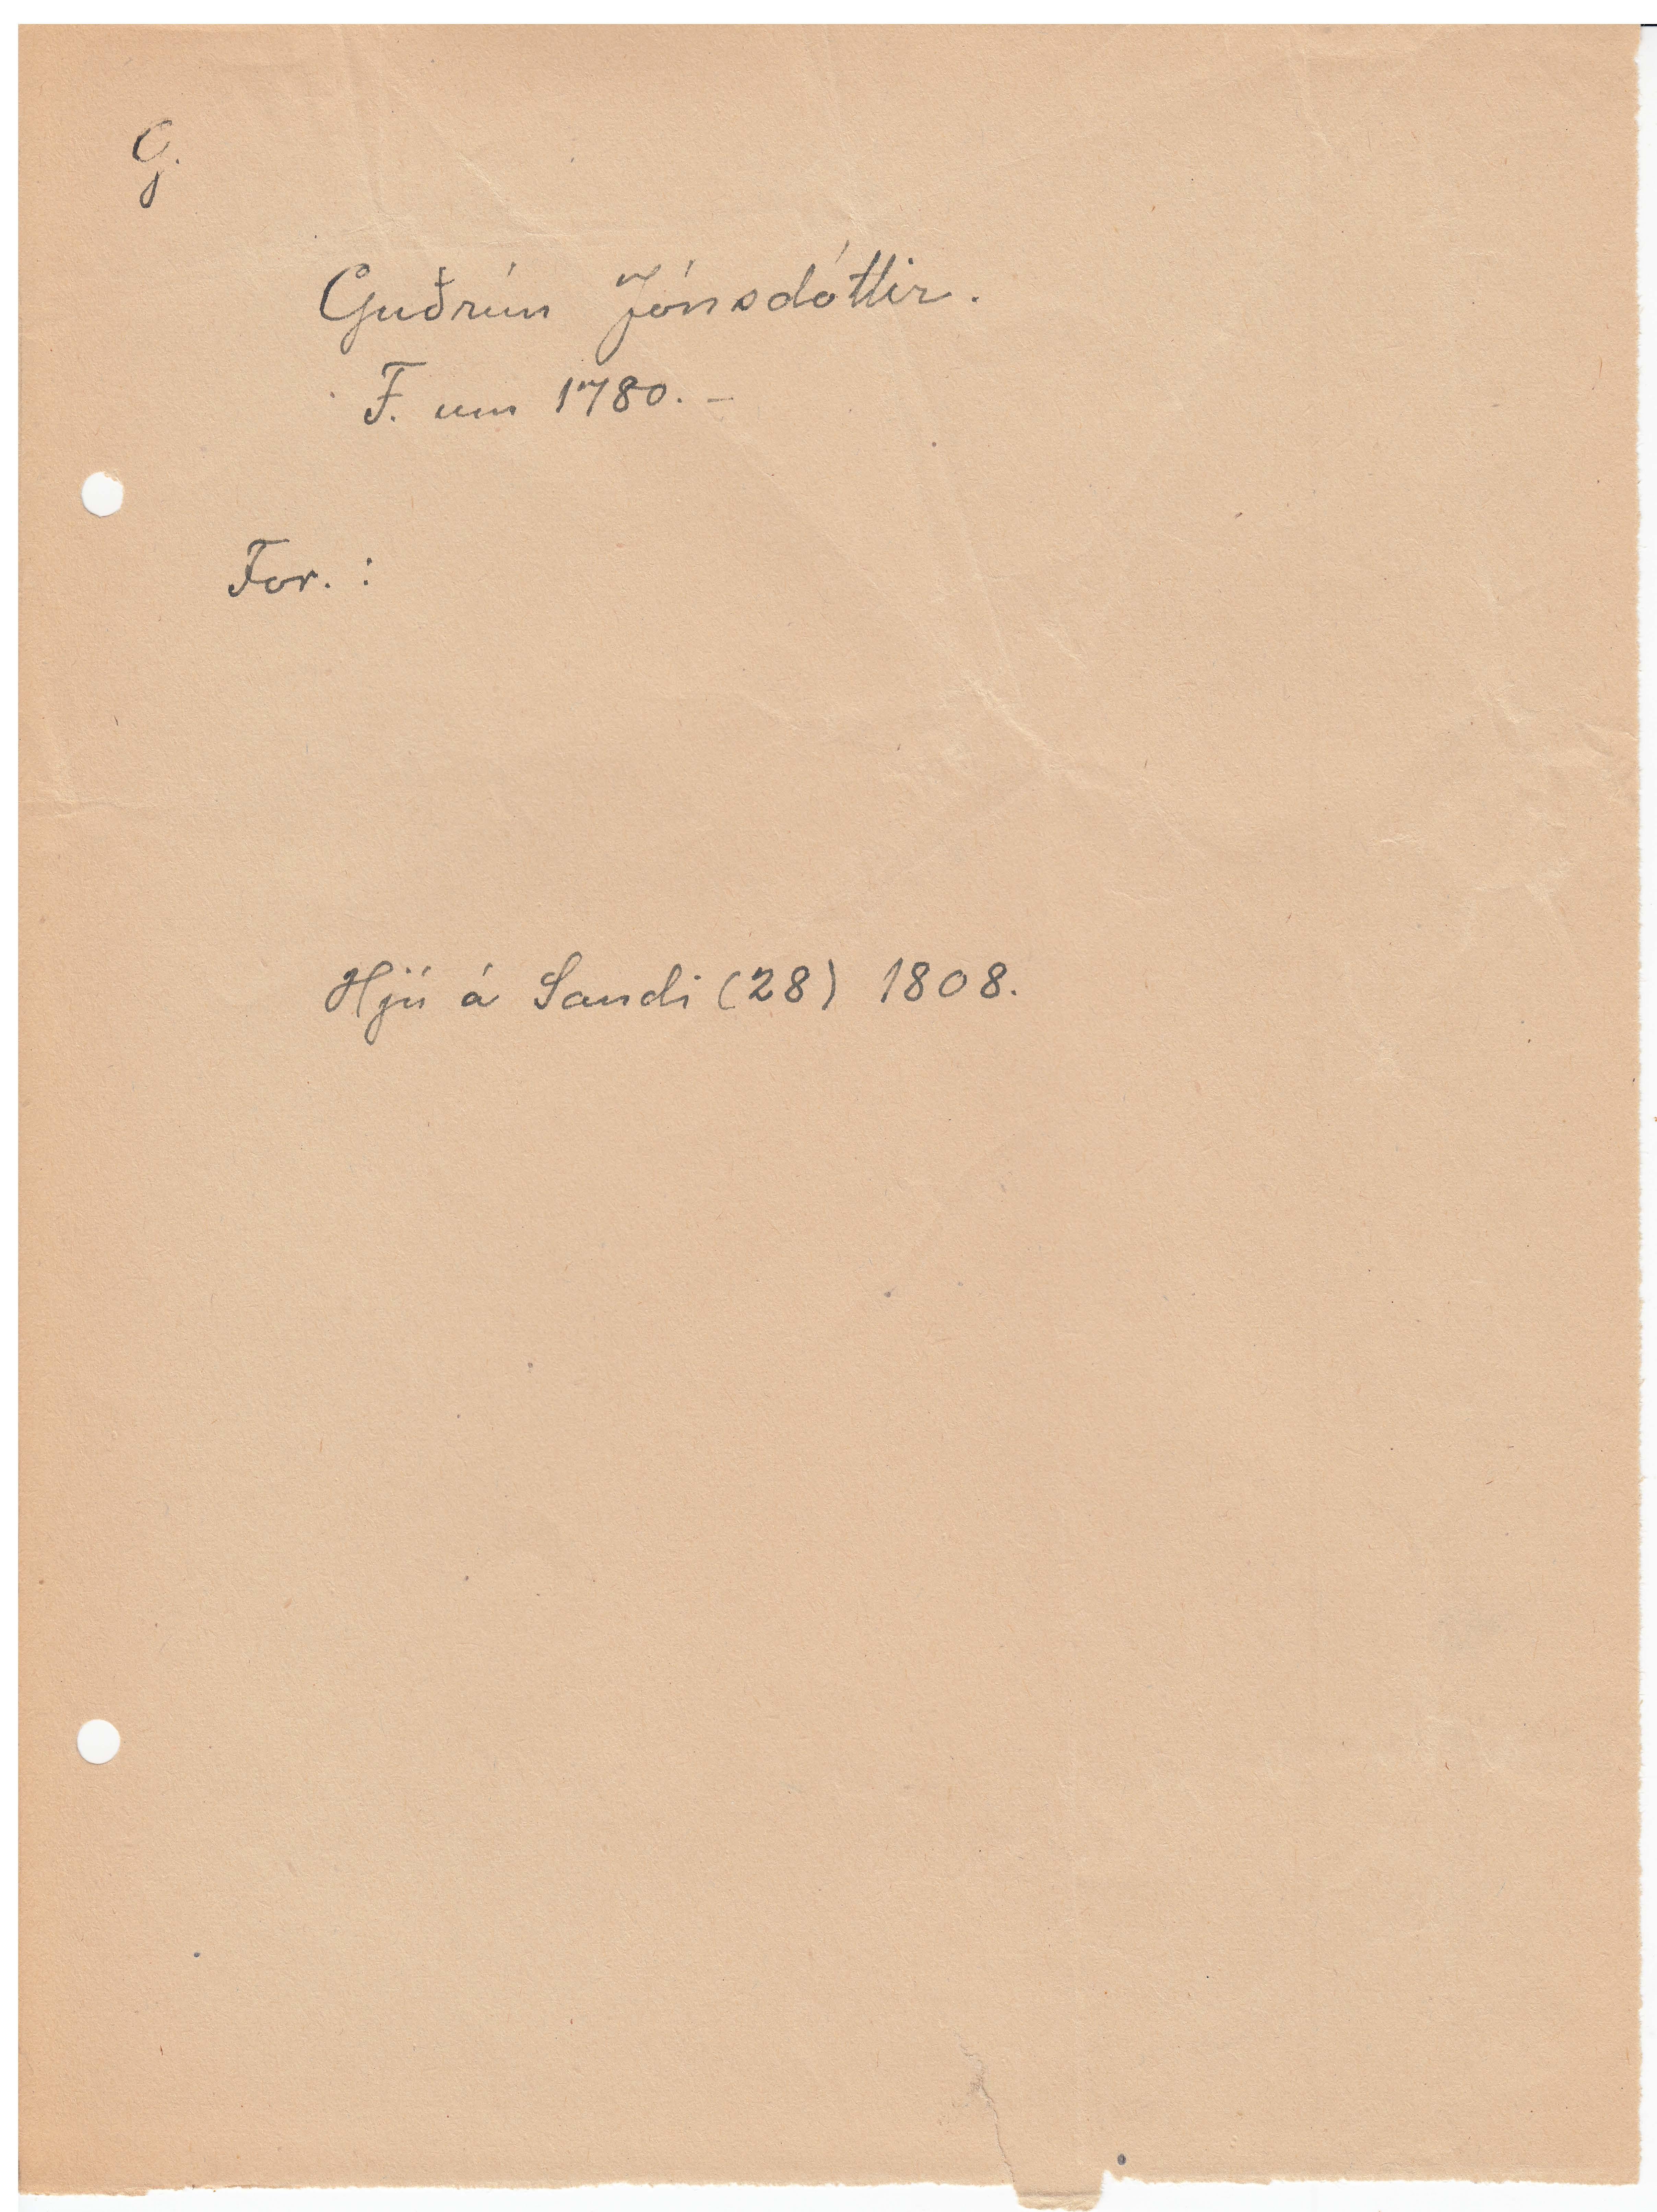 G.
Guðrún Jónsdóttir.
F. um 1780. –
For. :
Hjú á Sandi (28) 1808.